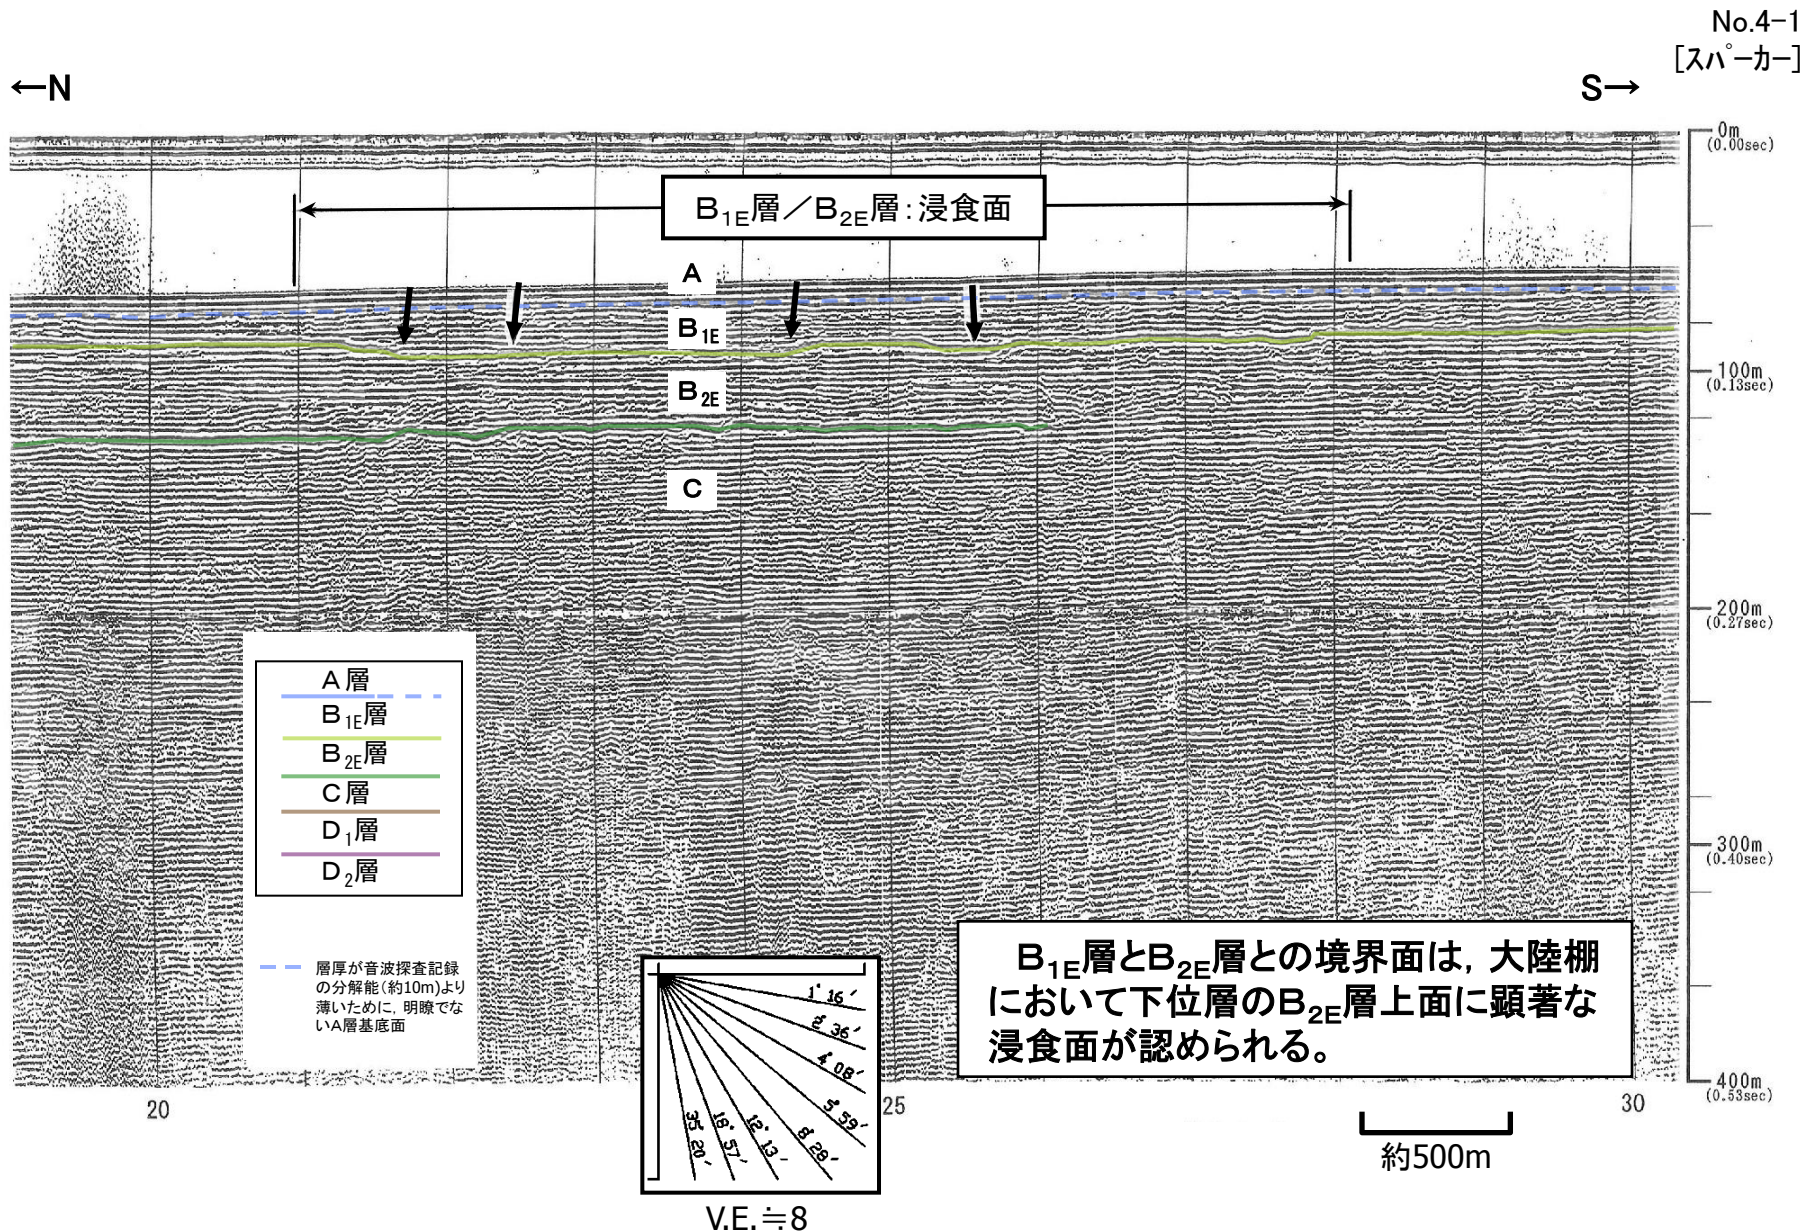 No.4-1
[スパーカー]
←N
S→
0m
(0.00sec)
B1E層／B2E層：浸食面
A
B1E
100m
(0.13sec)
B2E
C
200m
(0.27sec)
A層
B1E層
B2E層
C層
D1層
D2層
300m
(0.40sec)
層厚が音波探査記録
の分解能(約10m)より
薄いために，明瞭でな
いA層基底面
B1E層とB2E層との境界面は，大陸棚
において下位層のB2E層上面に顕著な
浸食面が認められる。
1°16′
2°36′
4°08′
5°59′
8°28′
12°13′
18°57′
35°20′
400m
(0.53sec)
20
25
30
約500m
V.E.≒8